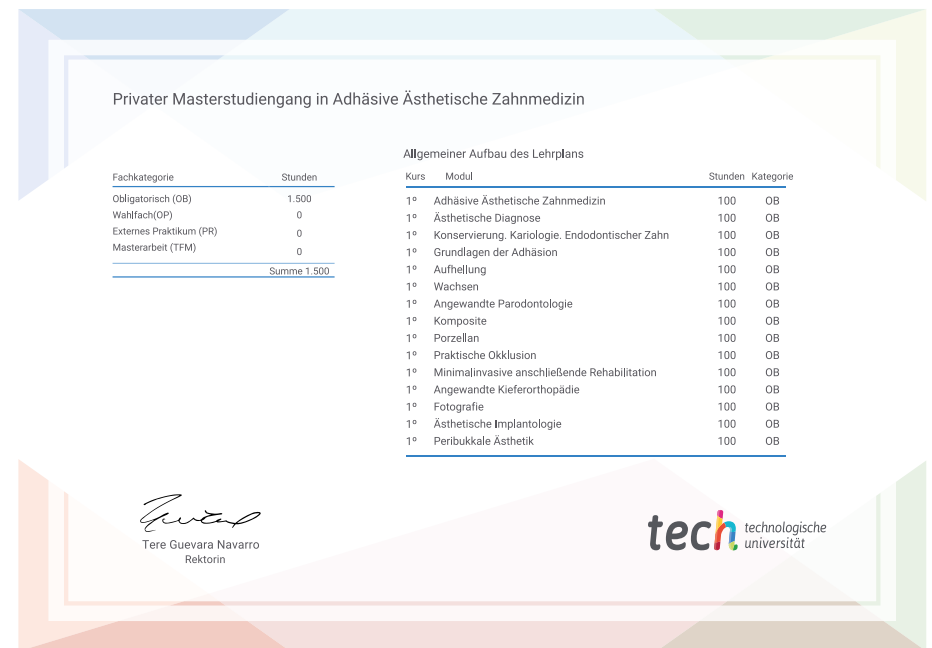 Privater Masterstudiengang in Adhäsive Ästhetische Zahnmedizin
Fachkategorie Stunden
Obligatorisch (OB) 1.500
Wahlfach(OP) 0
Externes Praktikum (PR) 0
Masterarbeit (TFM) 0
Summe 1.500
Allgemeiner Aufbau des Lehrplans
Kurs Modul Stunden Kategorie
1º Adhäsive Ästhetische Zahnmedizin 100 OB
1º Ästhetische Diagnose 100 OB
1º Konservierung. Kariologie. Endodontischer Zahn 100 OB
1º Grundlagen der Adhäsion 100 OB
1º Aufhellung 100 OB
1º Wachsen 100 OB
1º Angewandte Parodontologie 100 OB
1º Komposite 100 OB
1º Porzellan 100 OB
1º Praktische Okklusion 100 OB
1º Minimalinvasive anschließende Rehabilitation 100 OB
1º Angewandte Kieferorthopädie 100 OB
1º Fotografie 100 OB
1º Ästhetische Implantologie 100 OB
1º Peribukkale Ästhetik 100 OB
Tere Guevara Navarro
Rektorin
tech technologische
universität